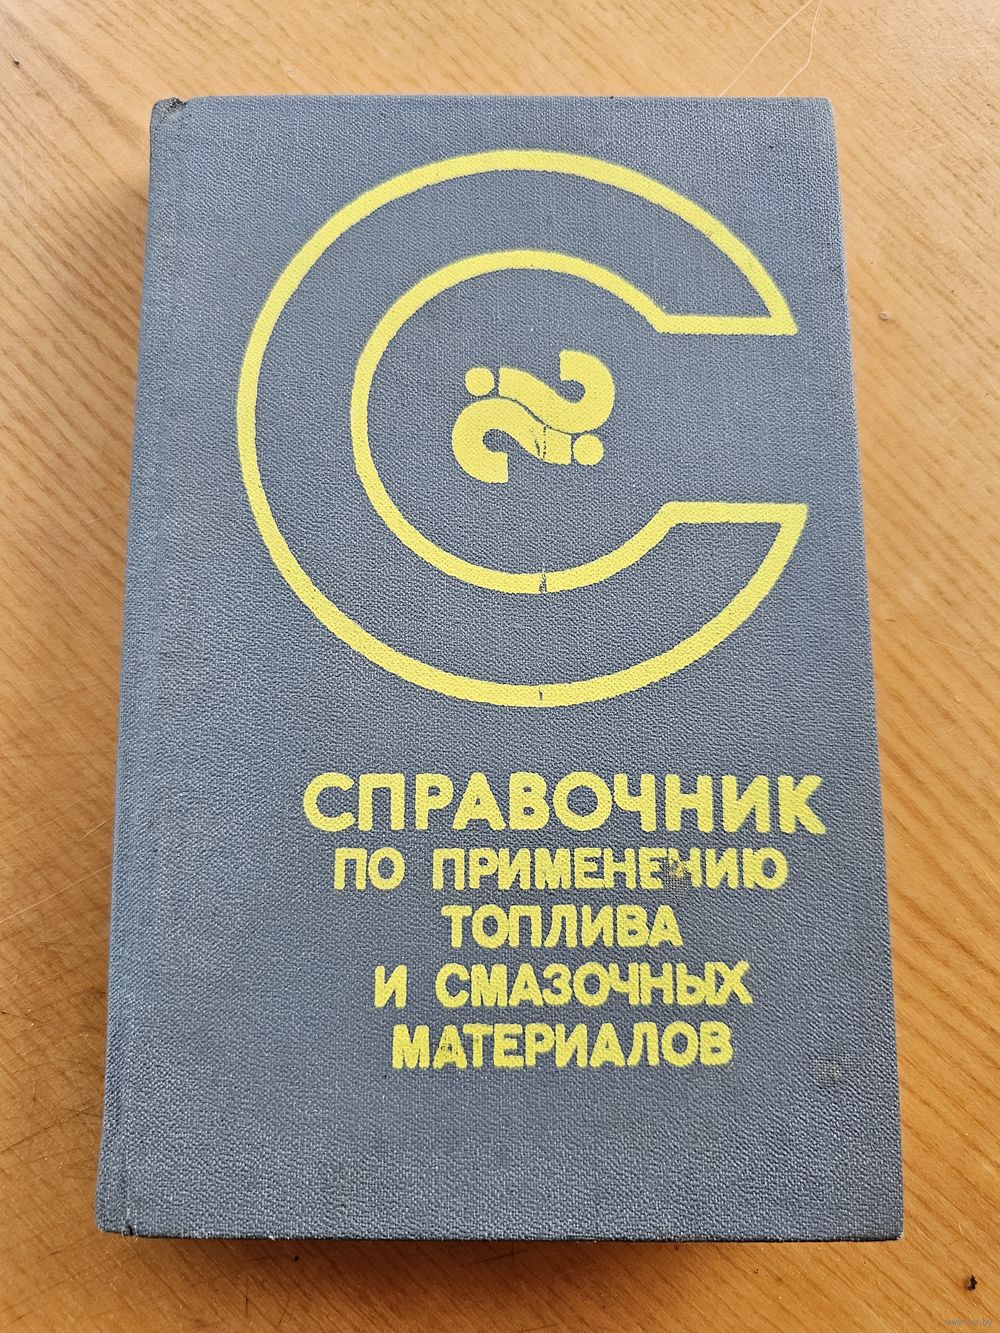 СПРАВОЧНИК
ПО ПРИМЕНЕНИЮ
ТОПЛИВА
И СМАЗОЧНЫХ
МАТЕРИАЛОВ